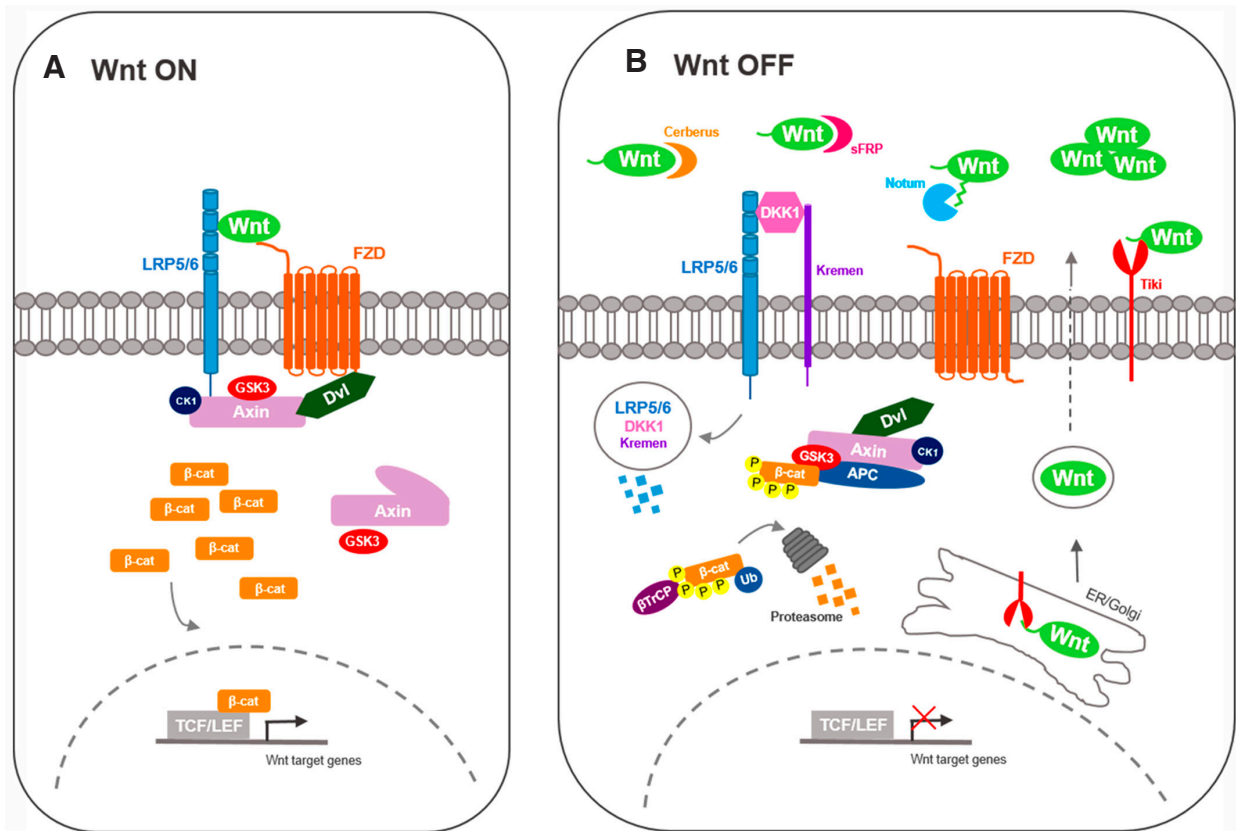 A Wnt ON
Wnt
LRP5/6
FZD
CK1
GSK3
Axin
Dvl
β-cat
β-cat
β-cat
β-cat
β-cat
β-cat
Axin
GSK3
β-cat
TCF/LEF
Wnt target genes
B Wnt OFF
Wnt
Cerberus
Wnt
sFRP
Notum
Wnt
Wnt
Wnt
Wnt
DKK1
LRP5/6
Kremen
FZD
Wnt
Tiki
LRP5/6
DKK1
Kremen
Dvl
Axin
CK1
GSK3
APC
P
β-cat
P
P
P
Wnt
βTrCP
P
β-cat
P
P
P
Ub
Proteasome
ER/Golgi
Wnt
TCF/LEF
Wnt target genes